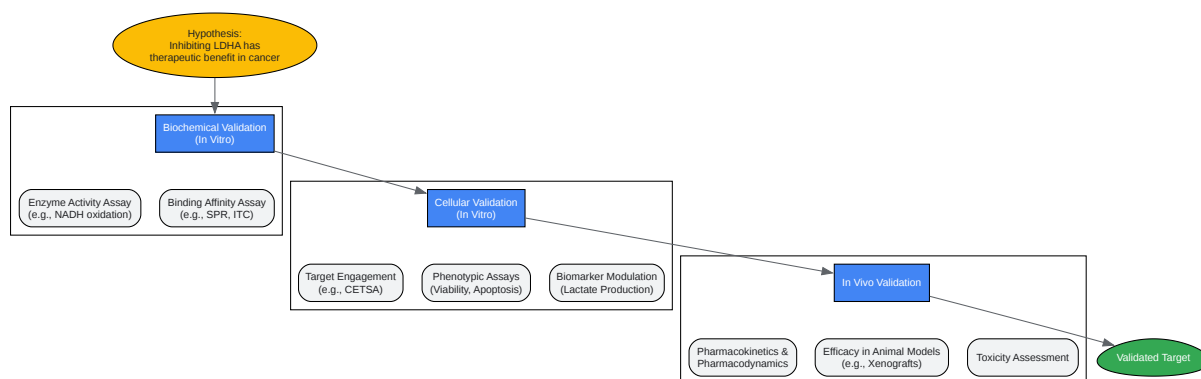 Hypothesis:
Inhibiting LDHA has
therapeutic benefit in cancer
Biochemical Validation
(In Vitro)
Enzyme Activity Assay
(e.g., NADH oxidation)
Binding Affinity Assay
(e.g., SPR, ITC)
Cellular Validation
(In Vitro)
Target Engagement
(e.g., CETSA)
Phenotypic Assays
(Viability, Apoptosis)
Biomarker Modulation
(Lactate Production)
In Vivo Validation
Pharmacokinetics &
Pharmacodynamics
Efficacy in Animal Models
(e.g., Xenografts)
Toxicity Assessment
Validated Target